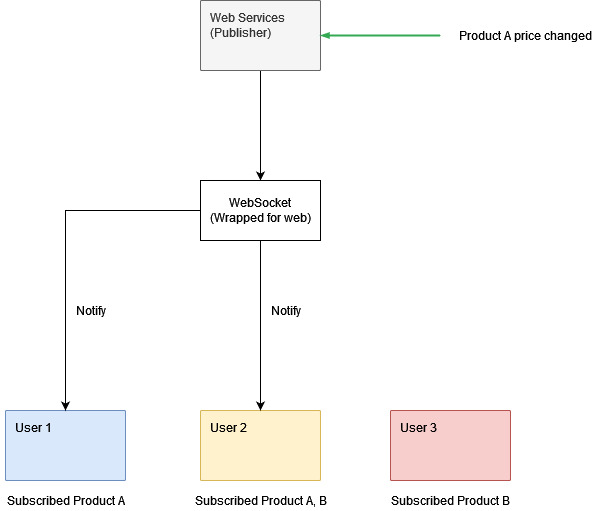 Web Services
(Publisher)
Product A price changed
WebSocket
(Wrapped for web)
Notify
Notify
User 1
User 2
User 3
Subscribed Product A
Subscribed Product A, B
Subscribed Product B